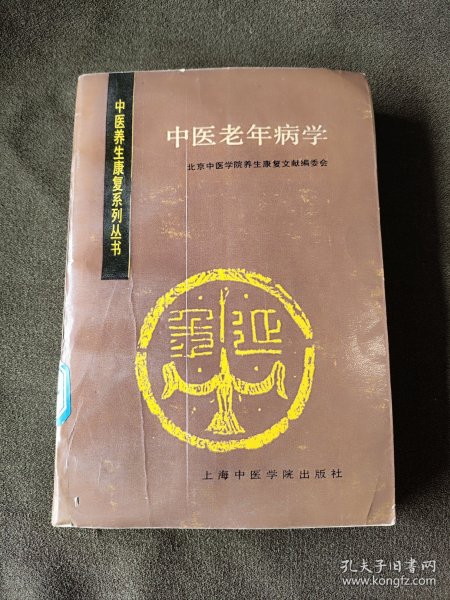 中医养生康复系列丛书
中医老年病学
北京中医学院养生康复文献编委会
上海中医学院出版社
孔夫子旧书网
www.kongfz.com